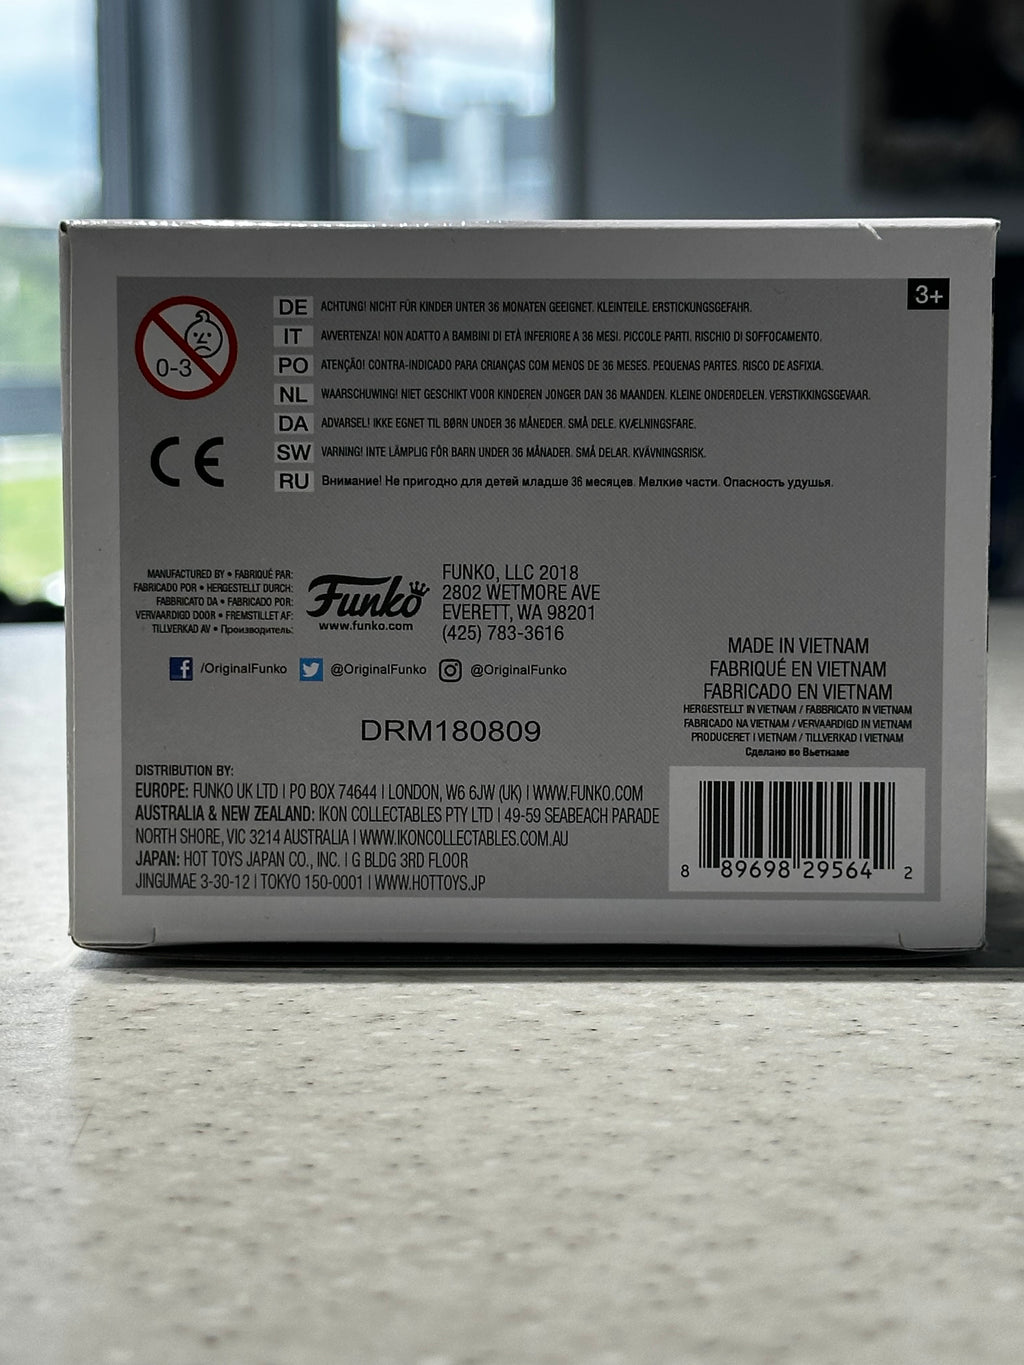 3+
0-3
DE ACHTUNG! NICHT FÜR KINDER UNTER 36 MONATEN GEEIGNET. KLEINTEILE. ERSTICKUNGSGEFAHR.
IT AVVERTENZA! NON ADATTO A BAMBINI DI ETÀ INFERIORE A 36 MESI. PICCOLE PARTI. RISCHIO DI SOFFOCAMENTO.
PO ATENÇÃO! CONTRA-INDICADO PARA CRIANÇAS COM MENOS DE 36 MESES. PEQUENAS PARTES. RISCO DE ASFIXIA.
NL WAARSCHUWING! NIET GESCHIKT VOOR KINDEREN JONGER DAN 36 MAANDEN. KLEINE ONDERDELEN. VERSTIKKINGSGEVAAR.
DA ADVARSEL! IKKE EGNET TIL BØRN UNDER 36 MÅNEDER. SMÅ DELE. KVÆLNINGSFARE.
SW VARNING! INTE LÄMPLIG FÖR BARN UNDER 36 MÅNADER. SMÅ DELAR. KVÄVNINGSRISK.
RU Внимание! Не пригодно для детей младше 36 месяцев. Мелкие части. Опасность удушья.
CE
MANUFACTURED BY • FABRIQUÉ PAR:
FABRICADO POR • HERGESTELLT DURCH:
FABBRICATO DA • FABRICADO POR:
VERVAARDIGD DOOR • FREMSTILLET AF:
TILLVERKAD AV • Производитель:
Funko
www.funko.com
FUNKO, LLC 2018
2802 WETMORE AVE
EVERETT, WA 98201
(425) 783-3616
/OriginalFunko @OriginalFunko @OriginalFunko
DRM180809
MADE IN VIETNAM
FABRIQUÉ EN VIETNAM
FABRICADO EN VIETNAM
HERGESTELLT IN VIETNAM / FABBRICATO IN VIETNAM
FABRICADO NA VIETNAM / VERVAARDIGD IN VIETNAM
PRODUCERET I VIETNAM / TILLVERKAD I VIETNAM
Сделано во Вьетнаме
DISTRIBUTION BY:
EUROPE: FUNKO UK LTD | PO BOX 74644 | LONDON, W6 6JW (UK) | WWW.FUNKO.COM
AUSTRALIA & NEW ZEALAND: IKON COLLECTABLES PTY LTD | 49-59 SEABEACH PARADE
NORTH SHORE, VIC 3214 AUSTRALIA | WWW.IKONCOLLECTABLES.COM.AU
JAPAN: HOT TOYS JAPAN CO., INC. | G BLDG 3RD FLOOR
JINGUMAE 3-30-12 | TOKYO 150-0001 | WWW.HOTTOYS.JP
8 89698 29564 2